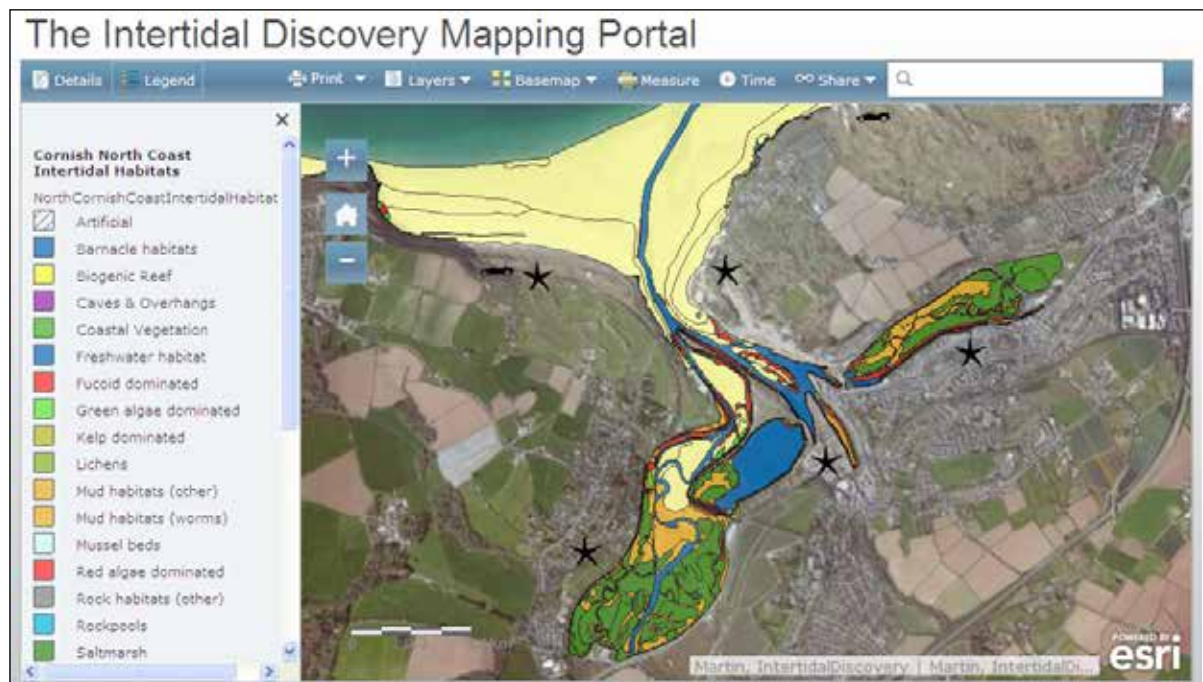 The Intertidal Discovery Mapping Portal
Details Legend Print Layers Basemap Measure Time Share
Cornish North Coast
Intertidal Habitats
NorthCornishCoastIntertidalHabitat
Artificial
Barnacle habitats
Biogenic Reef
Caves & Overhangs
Coastal Vegetation
Freshwater habitat
Fucoid dominated
Green algae dominated
Kelp dominated
Lichens
Mud habitats (other)
Mud habitats (worms)
Mussel beds
Red algae dominated
Rock habitats (other)
Rockpools
Saltmarsh
Martin, IntertidalDiscovery | Martin, IntertidalDi...
POWERED BY
esri